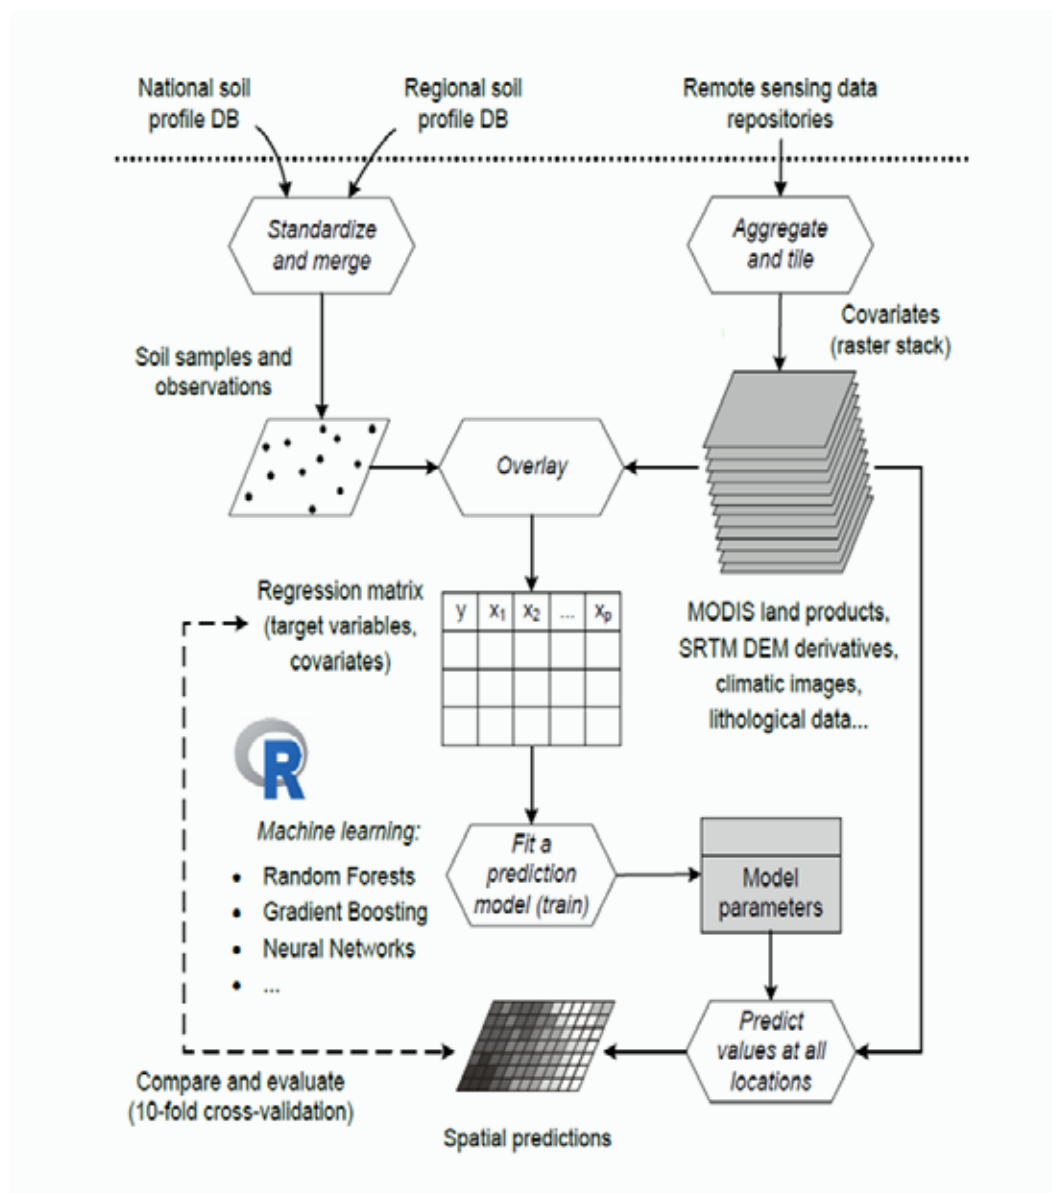 National soil
profile DB
Regional soil
profile DB
Remote sensing data
repositories
Standardize
and merge
Aggregate
and tile
Covariates
(raster stack)
Soil samples and
observations
Overlay
Regression matrix
(target variables,
covariates)
y x1 x2 ... xp
MODIS land products,
SRTM DEM derivatives,
climatic images,
lithological data...
R
Machine learning:
• Random Forests
• Gradient Boosting
• Neural Networks
• ...
Fit a
prediction
model (train)
Model
parameters
Predict
values at all
locations
Compare and evaluate
(10-fold cross-validation)
Spatial predictions